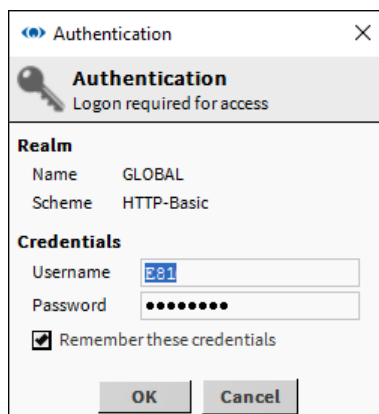 Authentication
Authentication
Logon required for access
Realm
Name GLOBAL
Scheme HTTP-Basic
Credentials
Username E81
Password ●●●●●●●●
Remember these credentials
OK Cancel